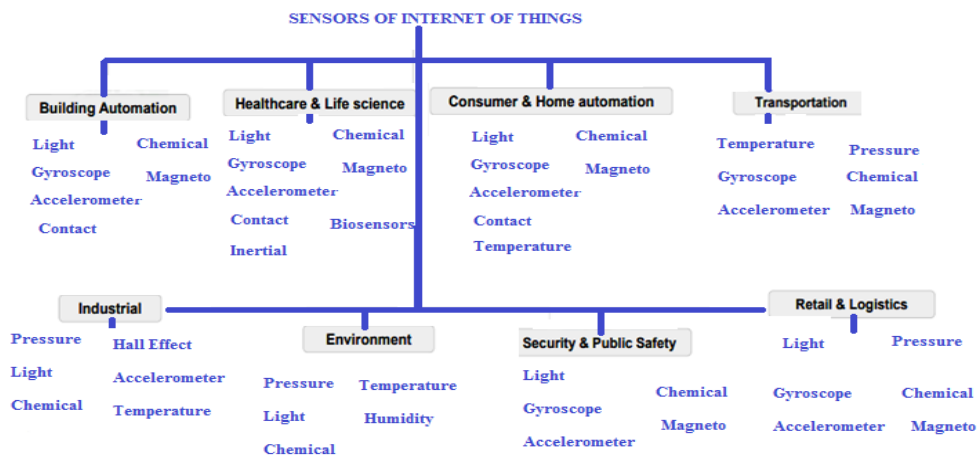 SENSORS OF INTERNET OF THINGS
Building Automation
Light
Chemical
Gyroscope
Magneto
Accelerometer
Contact
Healthcare & Life science
Light
Chemical
Gyroscope
Magneto
Accelerometer
Contact
Biosensors
Inertial
Consumer & Home automation
Light
Chemical
Gyroscope
Magneto
Accelerometer
Contact
Temperature
Transportation
Temperature
Pressure
Gyroscope
Chemical
Accelerometer
Magneto
Industrial
Pressure
Hall Effect
Light
Accelerometer
Chemical
Temperature
Environment
Pressure
Temperature
Light
Humidity
Chemical
Security & Public Safety
Light
Chemical
Gyroscope
Magneto
Accelerometer
Retail & Logistics
Light
Pressure
Gyroscope
Chemical
Accelerometer
Magneto